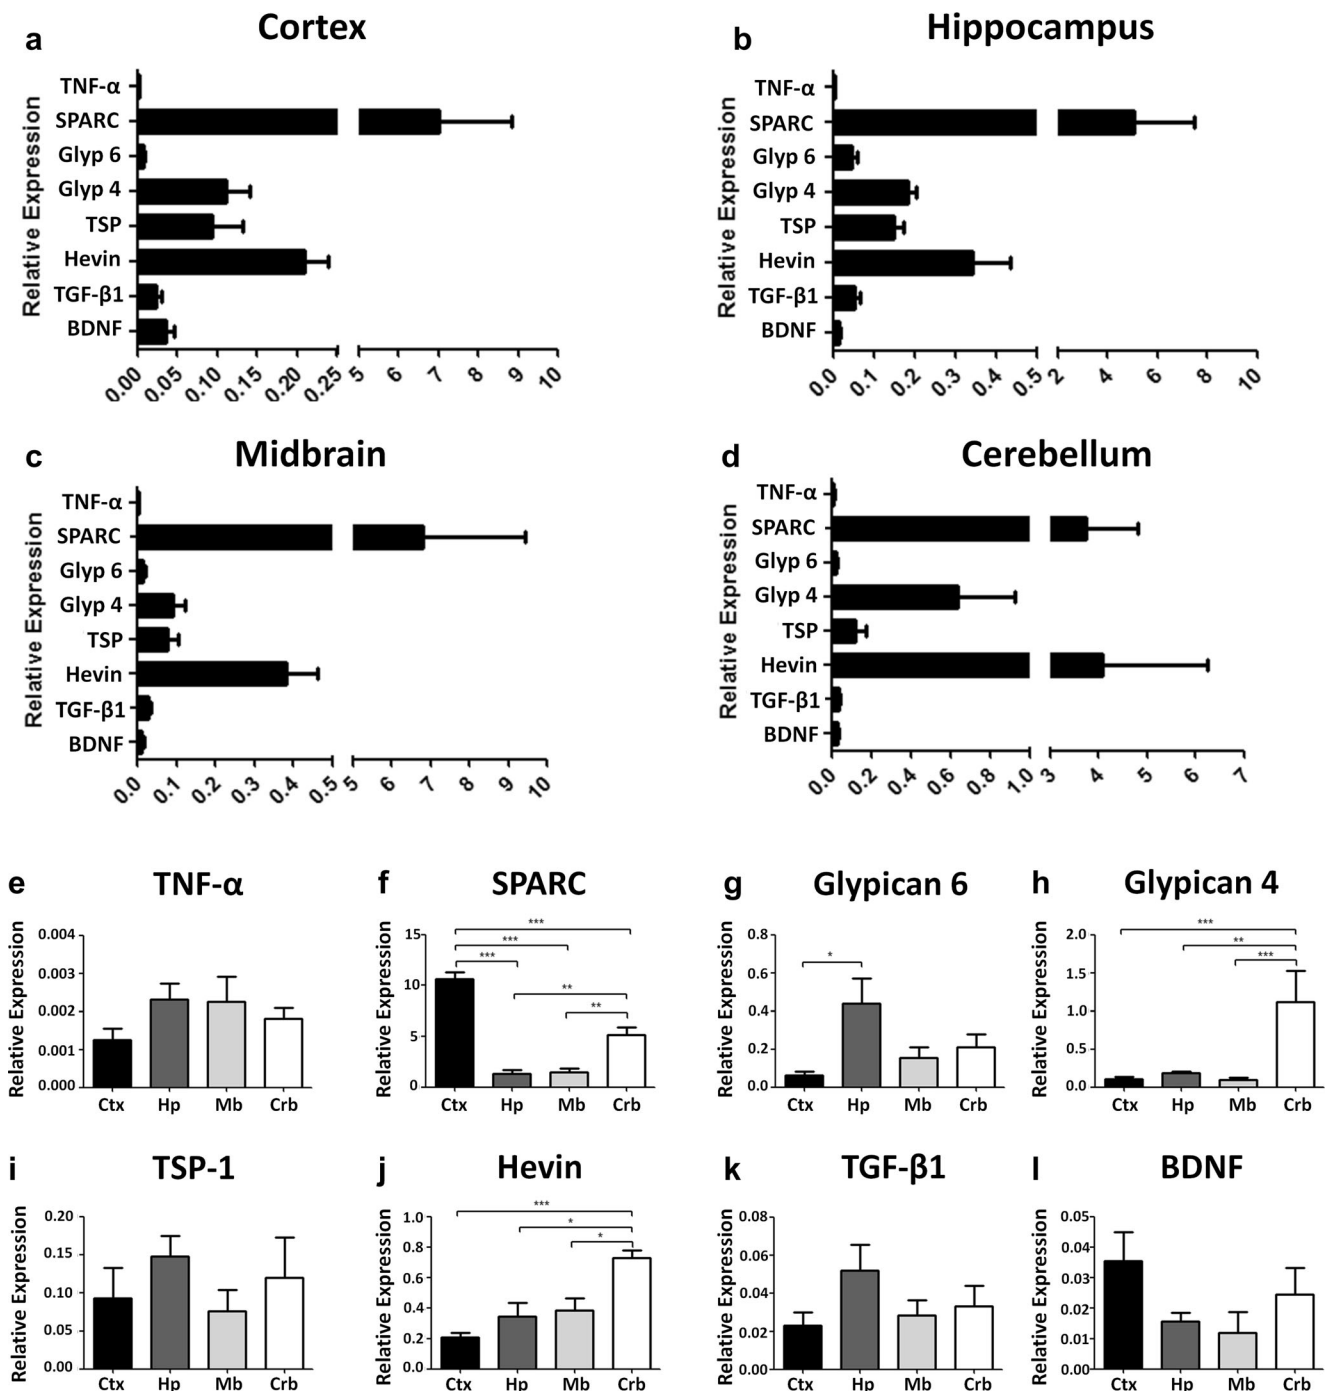 a Cortex
Relative Expression
TNF-α
SPARC
Glyp 6
Glyp 4
TSP
Hevin
TGF-β1
BDNF
0.00 0.05 0.10 0.15 0.20 0.25 5 6 7 8 9 10
b Hippocampus
Relative Expression
TNF-α
SPARC
Glyp 6
Glyp 4
TSP
Hevin
TGF-β1
BDNF
0.0 0.1 0.2 0.3 0.4 0.5 2 4 6 8 10
c Midbrain
Relative Expression
TNF-α
SPARC
Glyp 6
Glyp 4
TSP
Hevin
TGF-β1
BDNF
0.0 0.1 0.2 0.3 0.4 0.5 5 6 7 8 9 10
d Cerebellum
Relative Expression
TNF-α
SPARC
Glyp 6
Glyp 4
TSP
Hevin
TGF-β1
BDNF
0.0 0.2 0.4 0.6 0.8 1.0 3 4 5 6 7
e TNF-α
Relative Expression
0.004
0.003
0.002
0.001
0.000
Ctx Hp Mb Crb
f SPARC
Relative Expression
***
***
***
**
**
15
10
5
0
Ctx Hp Mb Crb
g Glypican 6
Relative Expression
*
0.8
0.6
0.4
0.2
0.0
Ctx Hp Mb Crb
h Glypican 4
Relative Expression
***
**
***
2.0
1.5
1.0
0.5
0.0
Ctx Hp Mb Crb
i TSP-1
Relative Expression
0.20
0.15
0.10
0.05
0.00
Ctx Hp Mb Crb
j Hevin
Relative Expression
***
*
*
1.0
0.8
0.6
0.4
0.2
0.0
Ctx Hp Mb Crb
k TGF-β1
Relative Expression
0.08
0.06
0.04
0.02
0.00
Ctx Hp Mb Crb
l BDNF
Relative Expression
0.05
0.04
0.03
0.02
0.01
0.00
Ctx Hp Mb Crb